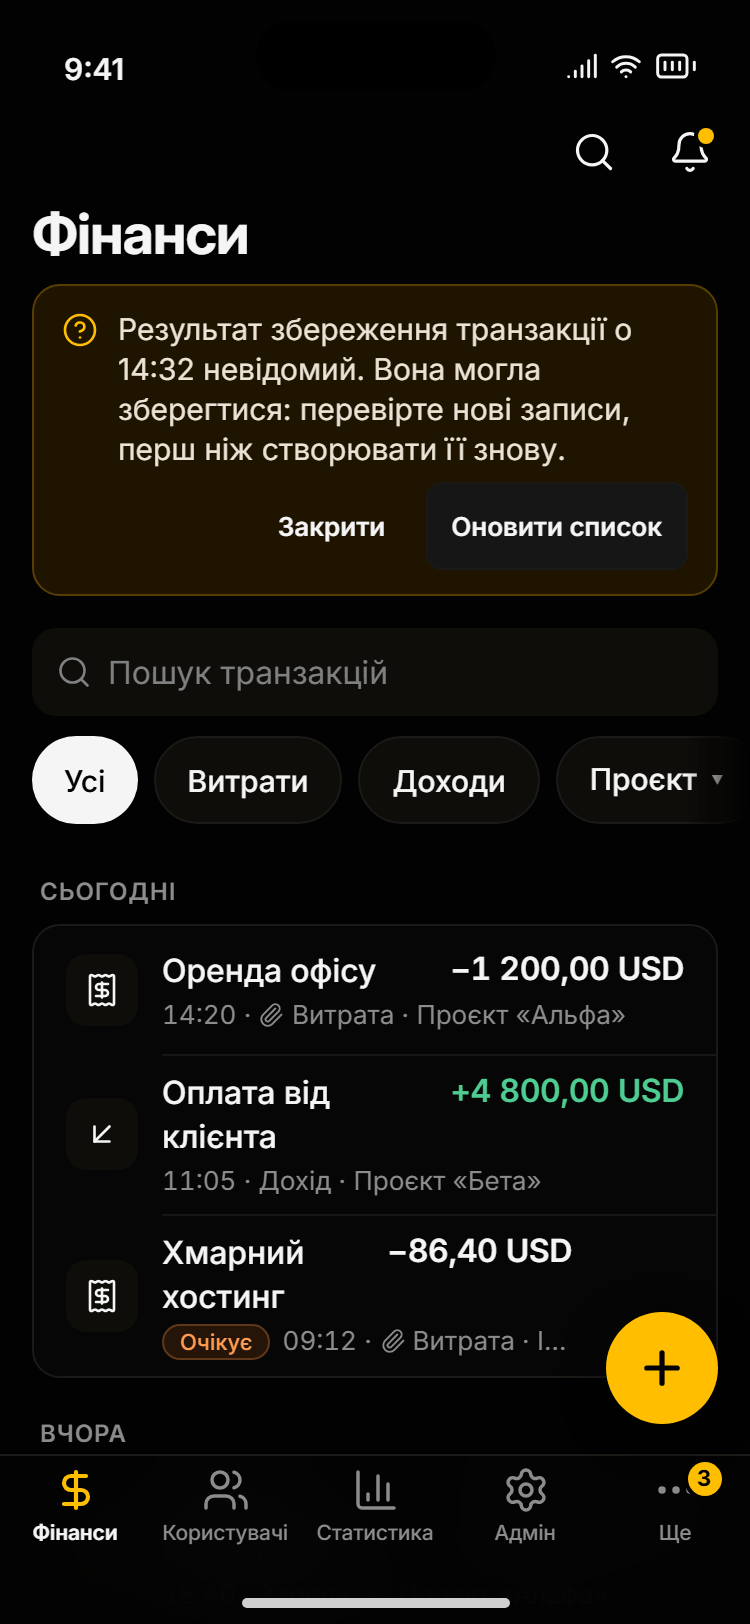 9:41
Фінанси
Результат збереження транзакції о
14:32 невідомий. Вона могла
зберегтися: перевірте нові записи,
перш ніж створювати її знову.
Закрити
Оновити список
Пошук транзакцій
Усі
Витрати
Доходи
Проєкт
СЬОГОДНІ
Оренда офісу −1 200,00 USD
14:20 · Витрата · Проєкт «Альфа»
Оплата від +4 800,00 USD
клієнта
11:05 · Дохід · Проєкт «Бета»
Хмарний −86,40 USD
хостинг
Очікує 09:12 · Витрата · І...
ВЧОРА
3
Фінанси
Користувачі
Статистика
Адмін
Ще